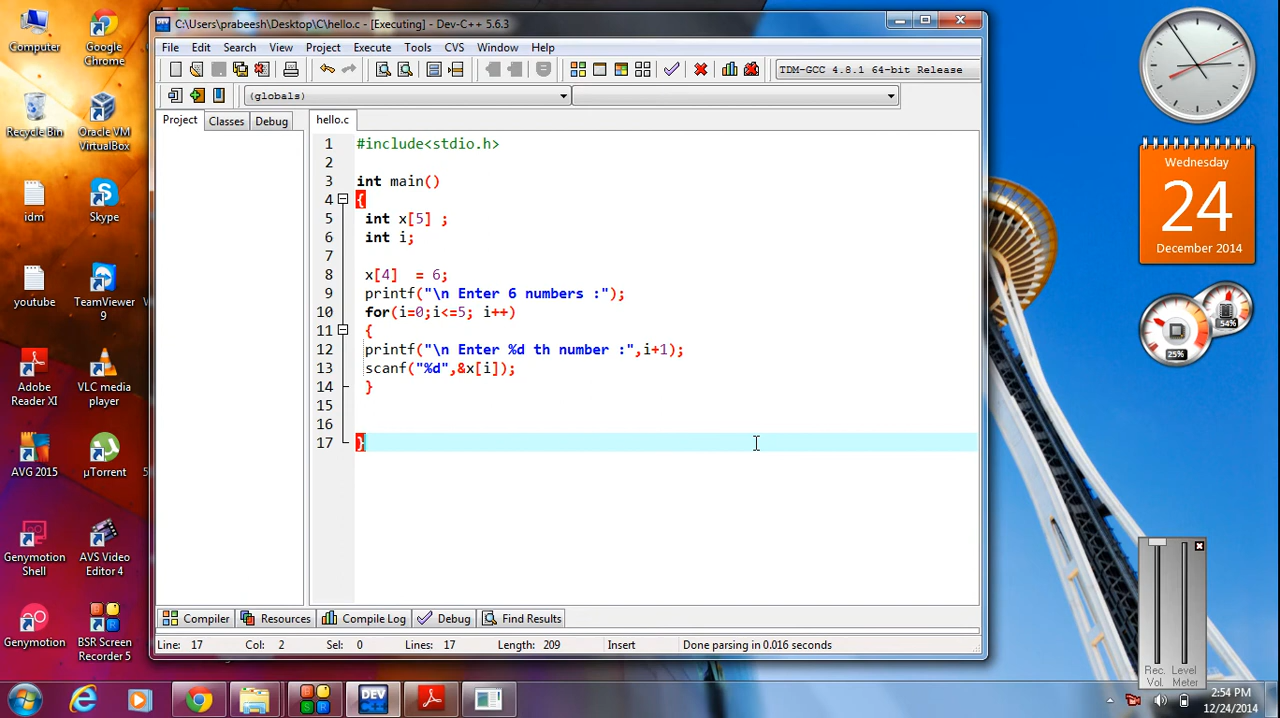 C:\Users\prabeesh\Desktop\C\hello.c - [Executing] - Dev-C++ 5.6.3
File Edit Search View Project Execute Tools CVS Window Help
TDM-GCC 4.8.1 64-bit Release
(globals)
Project Classes Debug
hello.c
1 #include<stdio.h>
2
3 int main()
4 {
5 int x[5] ;
6 int i;
7
8 x[4]  = 6;
9 printf("\n Enter 6 numbers :");
10 for(i=0;i<=5; i++)
11 {
12 printf("\n Enter %d th number :",i+1);
13 scanf("%d",&x[i]);
14 }
15
16
17 }
Compiler Resources Compile Log Debug Find Results
Line: 17 Col: 2 Sel: 0 Lines: 17 Length: 209 Insert Done parsing in 0.016 seconds
Computer
Google
Chrome
Recycle Bin
Oracle VM
VirtualBox
idm
Skype
youtube
TeamViewer
9
Adobe
Reader XI
VLC media
player
AVG 2015
µTorrent
Genymotion
Shell
AVS Video
Editor 4
Genymotion
BSR Screen
Recorder 5
Wednesday
24
December 2014
54%
25%
Rec.
Vol.
Level
Meter
DEV
C++
2:54 PM
12/24/2014